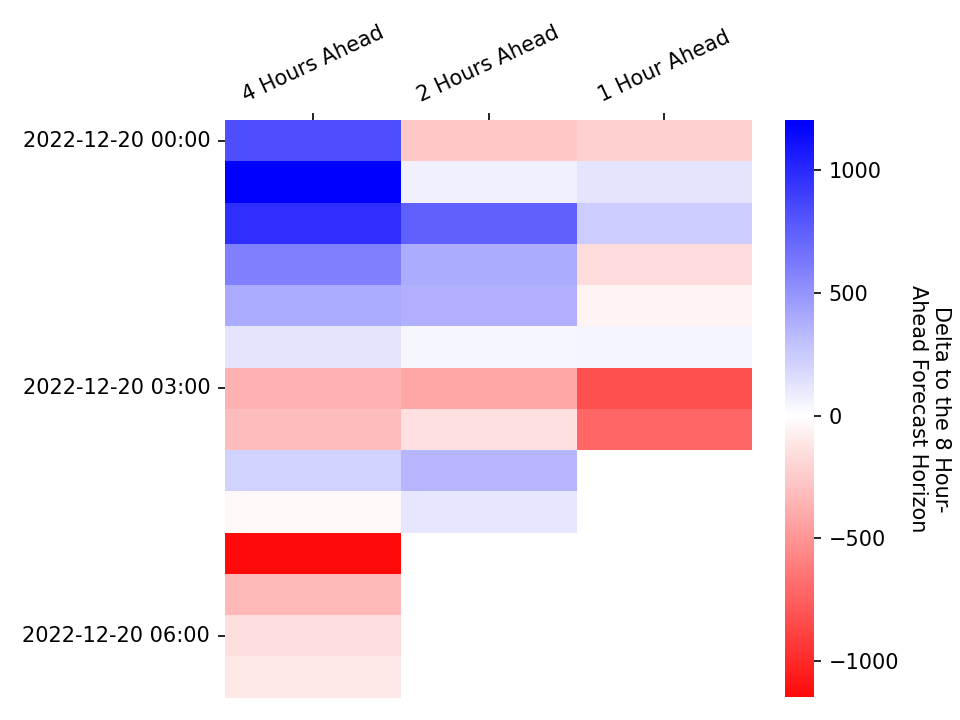 4 Hours Ahead
2 Hours Ahead
1 Hour Ahead
2022-12-20 00:00
2022-12-20 03:00
2022-12-20 06:00
1000
500
0
−500
−1000
Delta to the 8 Hour-
Ahead Forecast Horizon